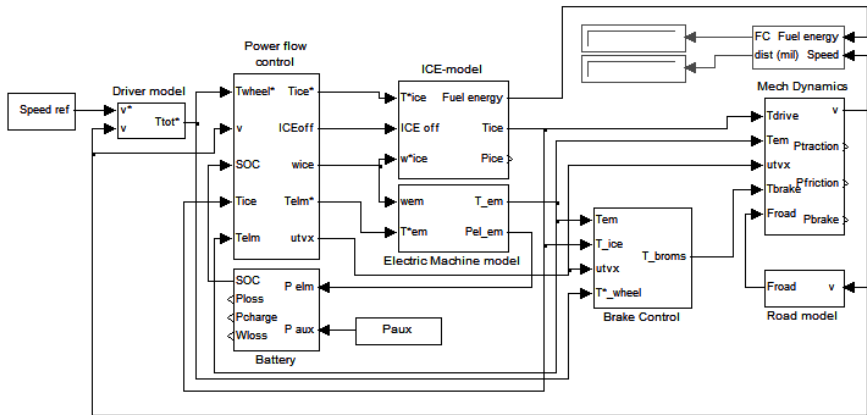 Speed ref
Driver model
v*
v
Ttot*
Power flow
control
Twheel*
Tice*
v
ICEoff
SOC
wice
Tice
Telm*
Telm
utvx
SOC
P elm
Ploss
Pcharge
Wloss
P aux
Battery
Paux
ICE-model
T*ice
Fuel energy
ICE off
Tice
w*ice
Pice
wem
T_em
T*em
Pel_em
Electric Machine model
Tem
T_ice
utvx
T*_wheel
T_broms
Brake Control
FC
Fuel energy
dist (mil)
Speed
Mech Dynamics
Tdrive
v
Tem
Ptraction
utvx
Pfriction
Tbrake
Froad
Pbrake
Froad
v
Road model